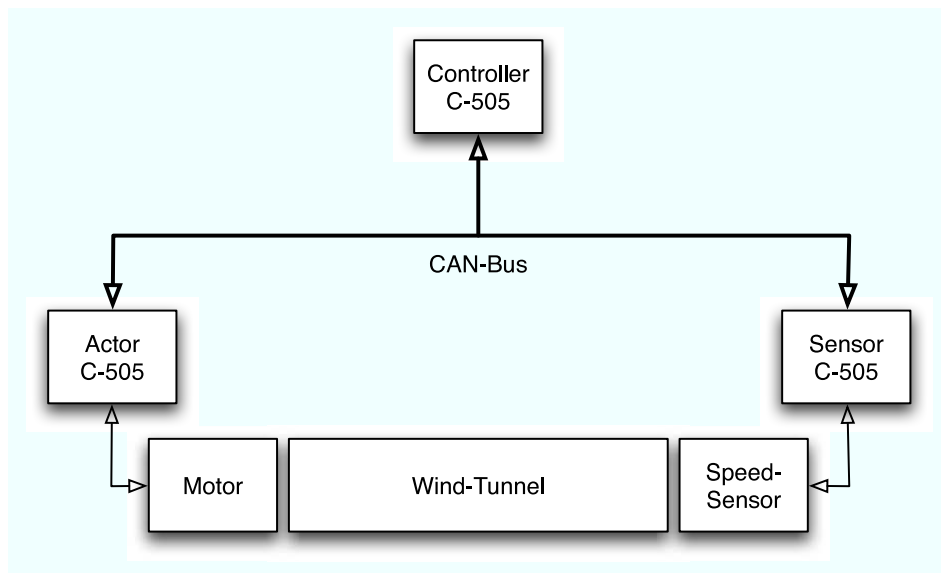 Controller
C-505
CAN-Bus
Actor
C-505
Sensor
C-505
Motor
Wind-Tunnel
Speed-
Sensor